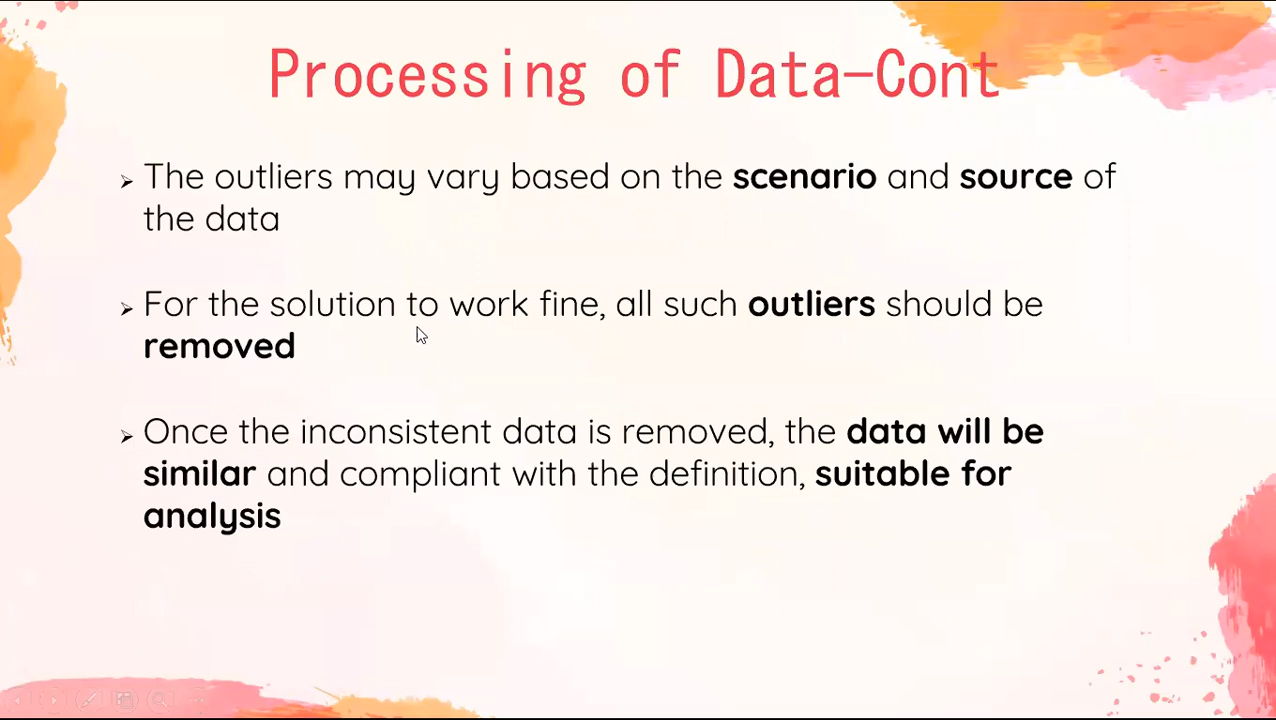 Processing of Data-Cont
The outliers may vary based on the scenario and source of
the data
For the solution to work fine, all such outliers should be
removed
Once the inconsistent data is removed, the data will be
similar and compliant with the definition, suitable for
analysis